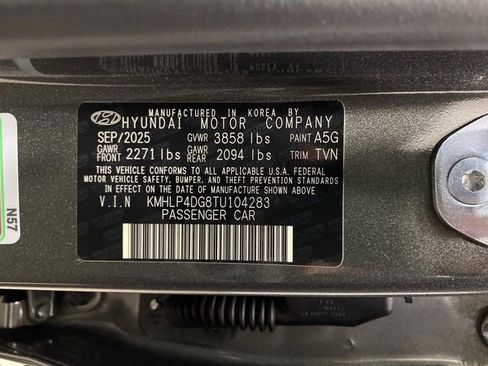 MANUFACTURED IN KOREA BY
HYUNDAI MOTOR COMPANY
SEP/2025 GVWR 3858 lbs PAINT A5G
GAWR FRONT 2271 lbs GAWR REAR 2094 lbs TRIM TVN
THIS VEHICLE CONFORMS TO ALL APPLICABLE U.S.A. FEDERAL
MOTOR VEHICLE SAFETY, BUMPER, AND THEFT PREVENTION STANDARDS
IN EFFECT ON THE DATE OF MANUFACTURE SHOWN ABOVE.
V.I.N KMHLP4DG8TU104283
PASSENGER CAR
N57